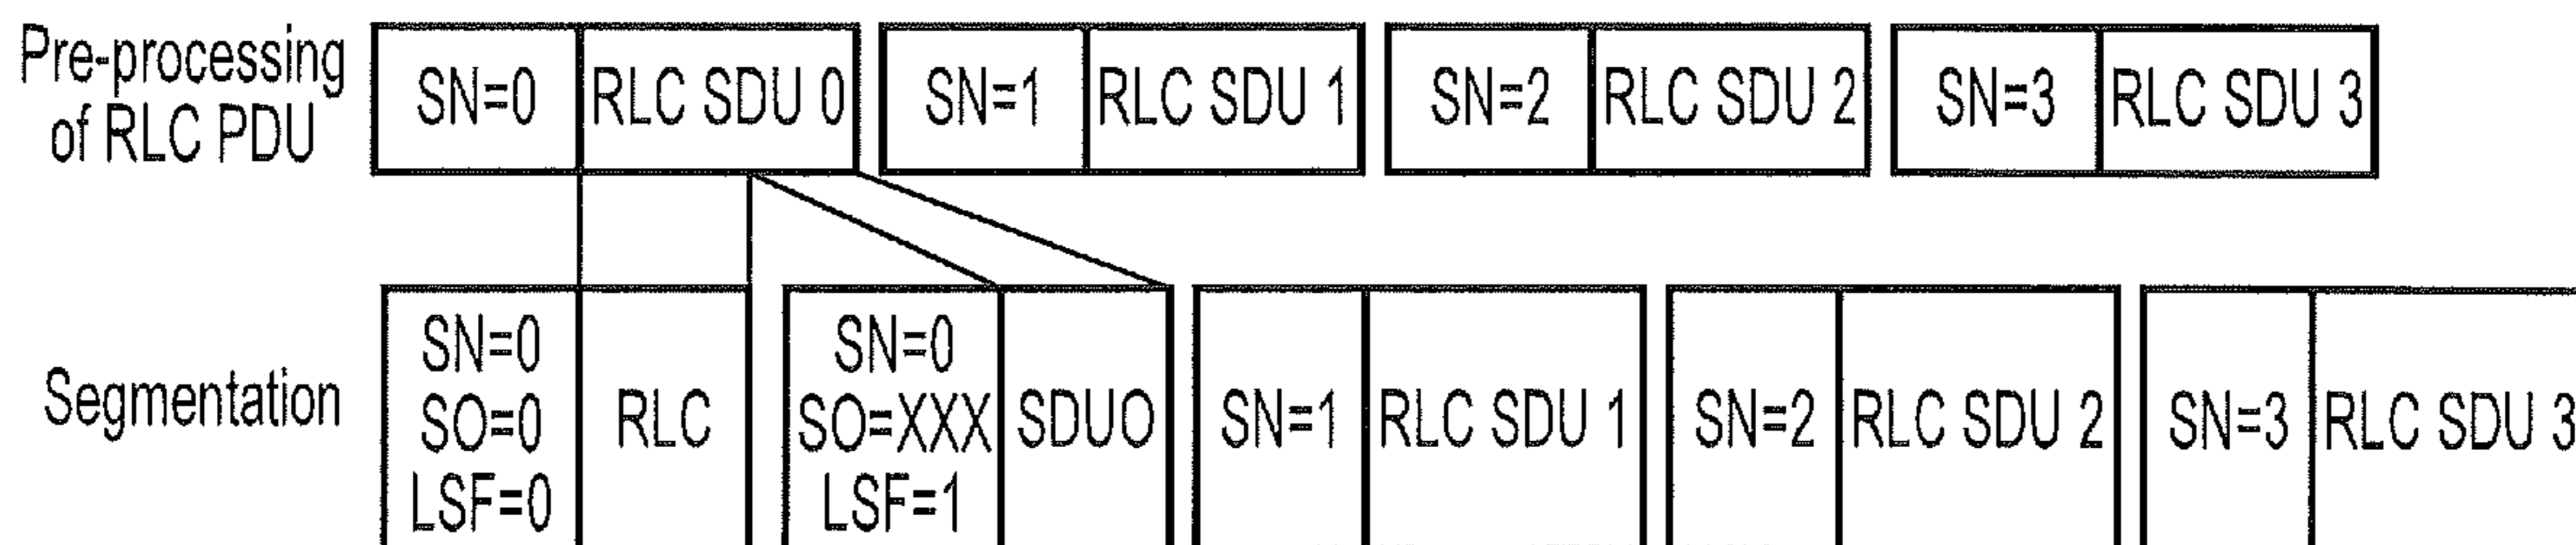 Pre-processing
of RLC PDU
SN=0 RLC SDU 0 SN=1 RLC SDU 1 SN=2 RLC SDU 2 SN=3 RLC SDU 3
Segmentation
SN=0
SO=0
LSF=0
RLC
SN=0
SO=XXX
LSF=1
SDUO
SN=1 RLC SDU 1 SN=2 RLC SDU 2 SN=3 RLC SDU 3